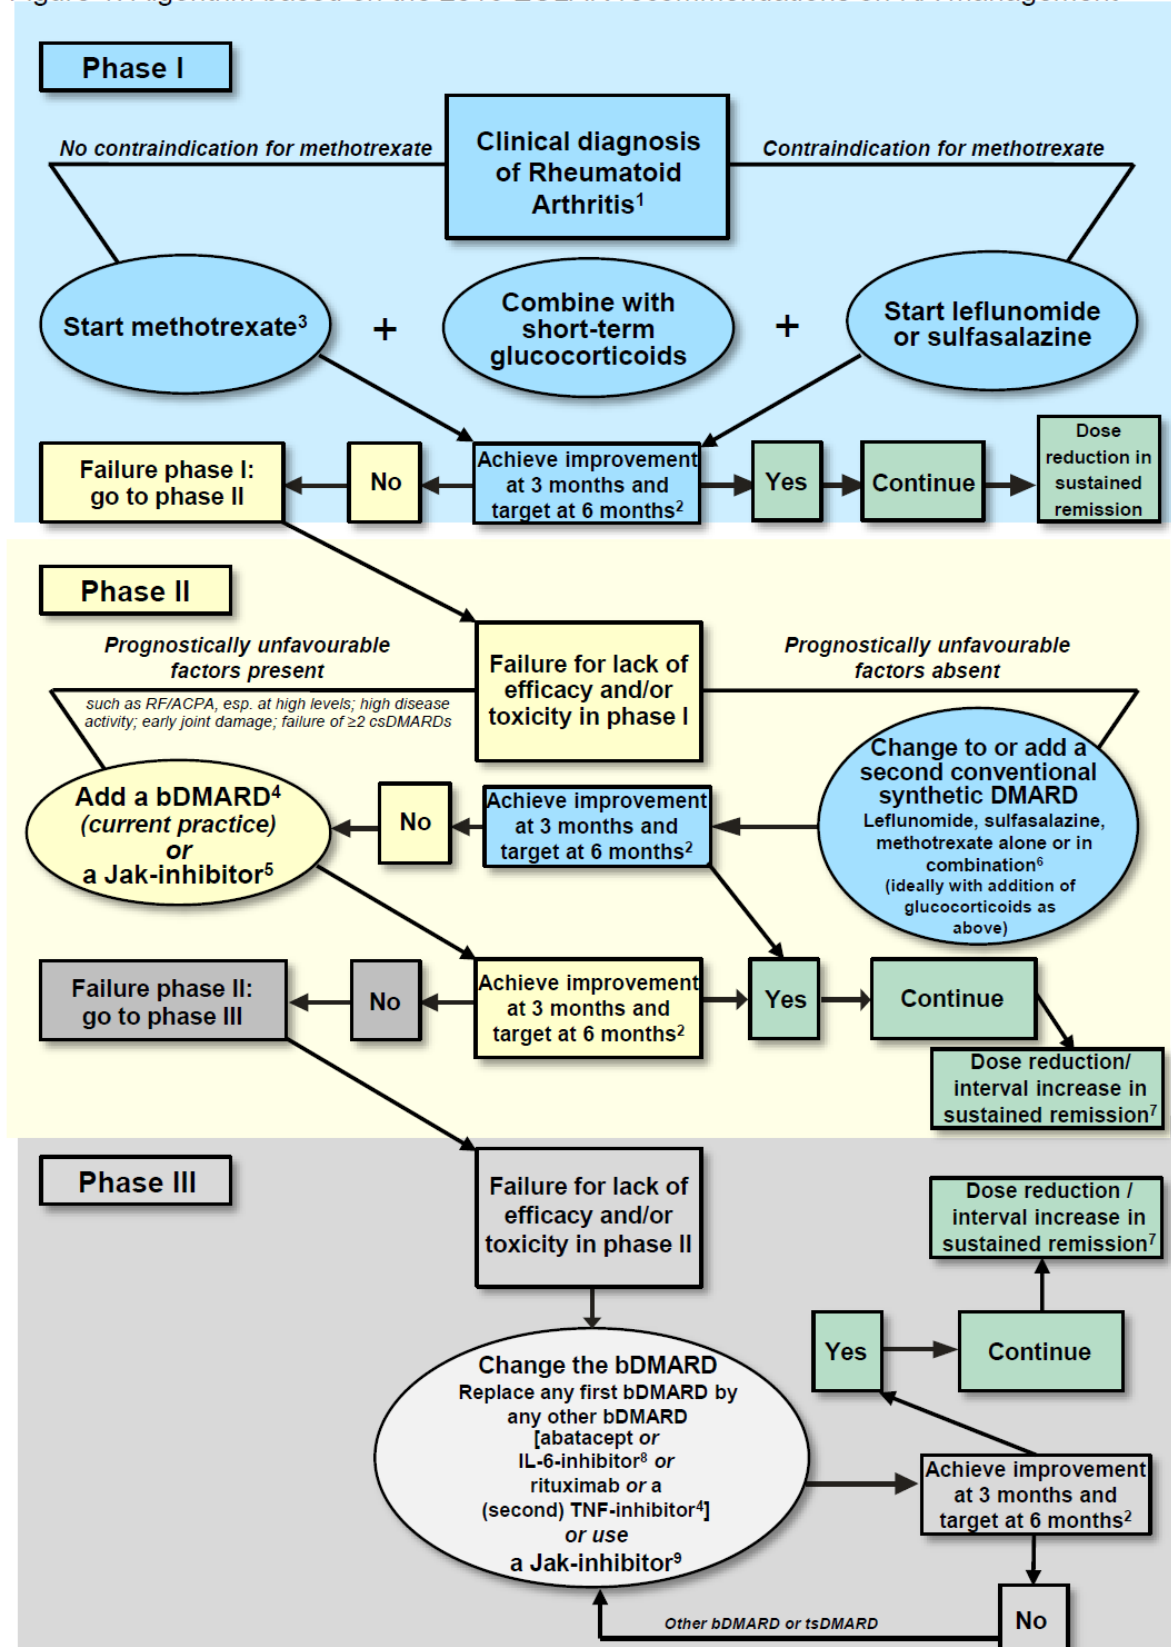 Phase I
No contraindication for methotrexate
Clinical diagnosis
of Rheumatoid
Arthritis¹
Contraindication for methotrexate
Start methotrexate³
+
Combine with
short-term
glucocorticoids
+
Start leflunomide
or sulfasalazine
Failure phase I:
go to phase II
No
Achieve improvement
at 3 months and
target at 6 months²
Yes
Continue
Dose
reduction in
sustained
remission
Phase II
Prognostically unfavourable
factors present
such as RF/ACPA, esp. at high levels; high disease
activity; early joint damage; failure of ≥2 csDMARDs
Failure for lack of
efficacy and/or
toxicity in phase I
Prognostically unfavourable
factors absent
Add a bDMARD⁴
(current practice)
or
a Jak-inhibitor⁵
No
Achieve improvement
at 3 months and
target at 6 months²
Change to or add a
second conventional
synthetic DMARD
Leflunomide, sulfasalazine,
methotrexate alone or in
combination⁶
(ideally with addition of
glucocorticoids as
above)
Failure phase II:
go to phase III
No
Achieve improvement
at 3 months and
target at 6 months²
Yes
Continue
Dose reduction/
interval increase in
sustained remission⁷
Phase III
Failure for lack of
efficacy and/or
toxicity in phase II
Dose reduction /
interval increase in
sustained remission⁷
Yes
Continue
Change the bDMARD
Replace any first bDMARD by
any other bDMARD
[abatacept or
IL-6-inhibitor⁸ or
rituximab or a
(second) TNF-inhibitor⁴]
or use
a Jak-inhibitor⁹
Achieve improvement
at 3 months and
target at 6 months²
No
Other bDMARD or tsDMARD